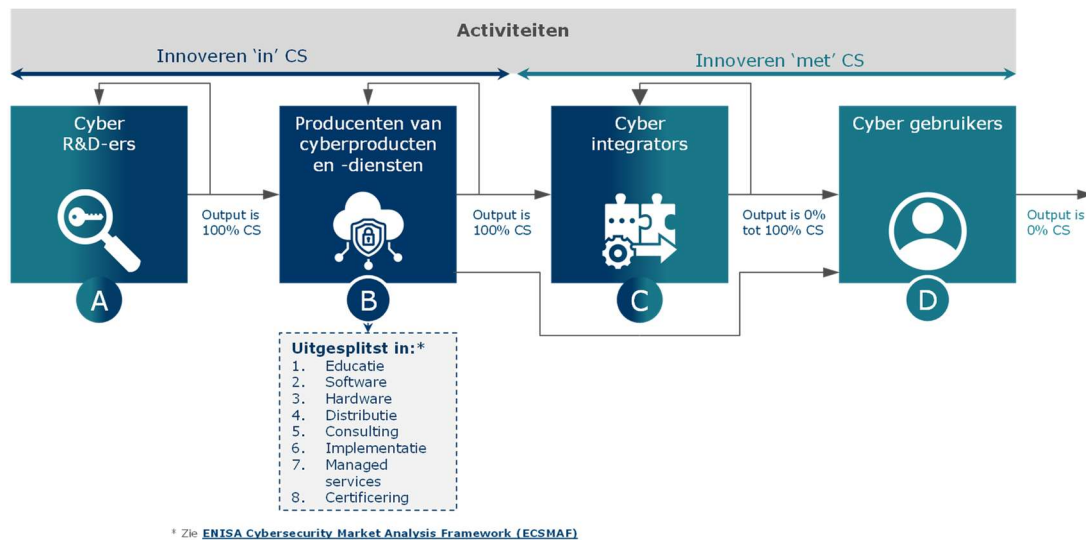 Activiteiten
Innoveren ‘in’ CS
Innoveren ‘met’ CS
Cyber
R&D-ers
Producenten van
cyberproducten
en -diensten
Cyber
integrators
Cyber gebruikers
Output is
100% CS
Output is
100% CS
Output is 0%
tot 100% CS
Output is
0% CS
A
B
C
D
Uitgesplitst in:*
1. Educatie
2. Software
3. Hardware
4. Distributie
5. Consulting
6. Implementatie
7. Managed
services
8. Certificering
* Zie ENISA Cybersecurity Market Analysis Framework (ECSMAF)